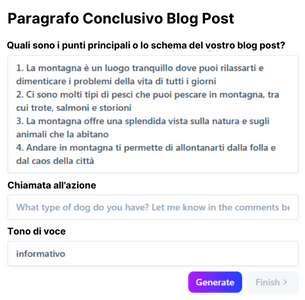 Paragrafo Conclusivo Blog Post
Quali sono i punti principali o lo schema del vostro blog post?
1. La montagna è un luogo tranquillo dove puoi rilassarti e
dimenticare i problemi della vita di tutti i giorni
2. Ci sono molti tipi di pesci che puoi pescare in montagna, tra
cui trote, salmoni e storioni
3. La montagna offre una splendida vista sulla natura e sugli
animali che la abitano
4. Andare in montagna ti permette di allontanarti dalla folla e
dal caos della città
Chiamata all'azione
What type of dog do you have? Let me know in the comments be
Tono di voce
informativo
Generate
Finish